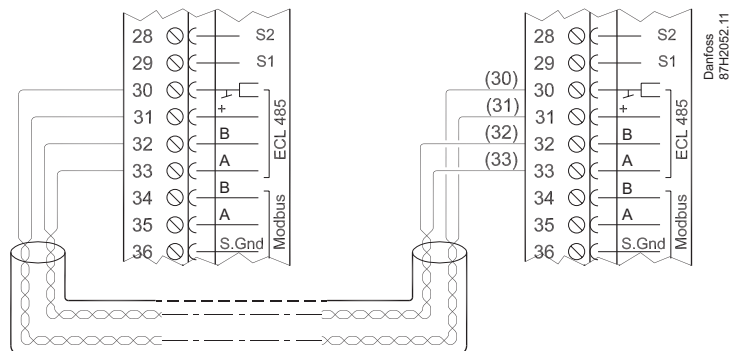 28 S2
29 S1
30
31 +
32 B
33 A
ECL 485
34 B
35 A
36 S.Gnd
Modbus
28 S2
29 S1
(30) 30
(31) 31 +
(32) 32 B
(33) 33 A
ECL 485
34 B
35 A
36 S.Gnd
Modbus
Danfoss
87H2052.11